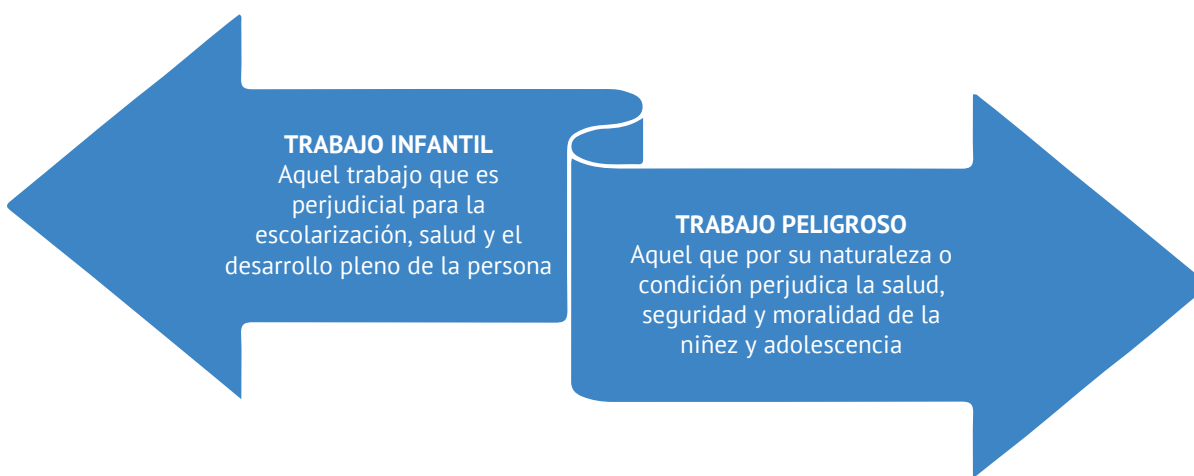 TRABAJO INFANTIL
Aquel trabajo que es
perjudicial para la
escolarización, salud y el
desarrollo pleno de la persona
TRABAJO PELIGROSO
Aquel que por su naturaleza o
condición perjudica la salud,
seguridad y moralidad de la
niñez y adolescencia